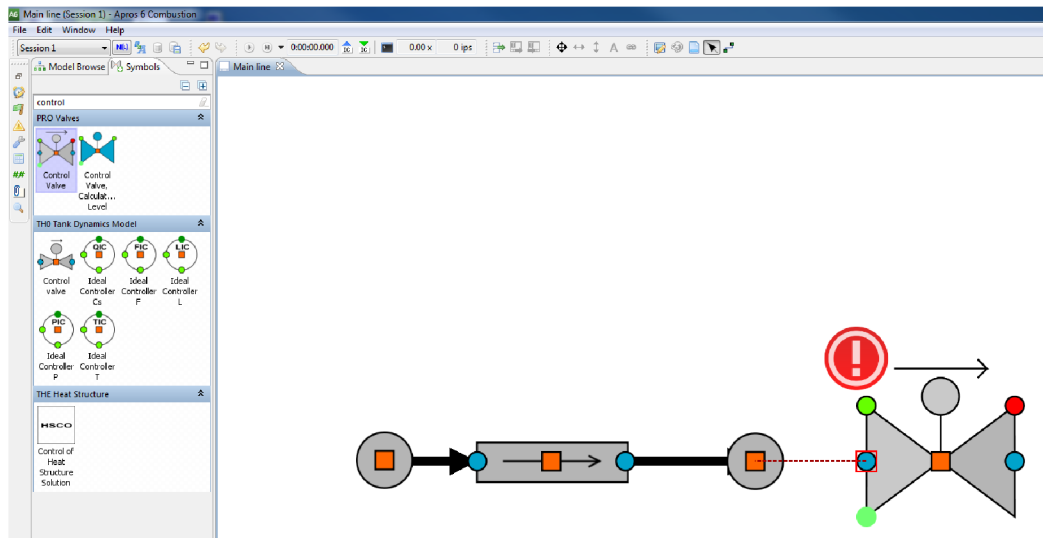 Main line (Session 1) - Apros 6 Combustion
File Edit Window Help
Session 1
0:00:00.000
0.00 x
0 ips
Model Browse
Symbols
Main line
control
PRO Valves
Control
Valve
Control
Valve,
Calculat...
Level
TH0 Tank Dynamics Model
QIC
FIC
LIC
Control
valve
Ideal
Controller
Cs
Ideal
Controller
F
Ideal
Controller
L
PIC
TIC
Ideal
Controller
P
Ideal
Controller
T
THE Heat Structure
HSCO
Control of
Heat
Structure
Solution